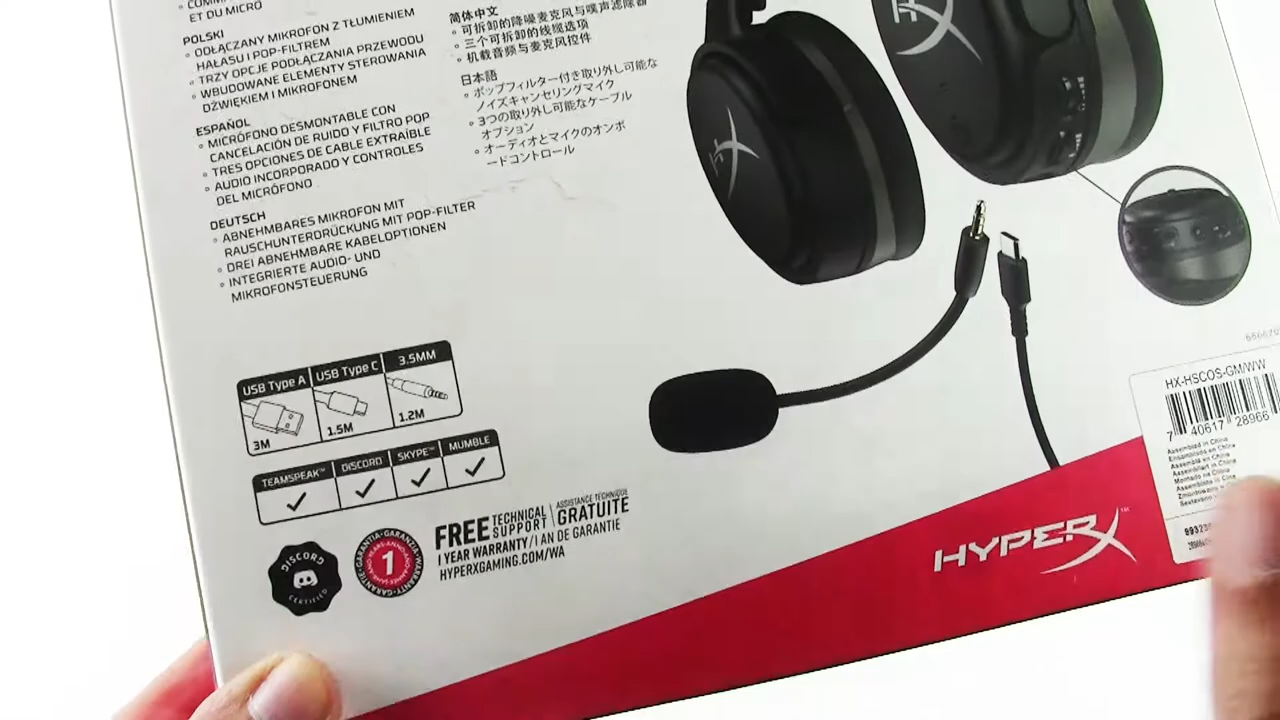 ET DU MICRO
POLSKI
◦ ODŁĄCZANY MIKROFON Z TŁUMIENIEM
HAŁASU I POP-FILTREM
◦ TRZY OPCJE PODŁĄCZANIA PRZEWODU
◦ WBUDOWANE ELEMENTY STEROWANIA
DŹWIĘKIEM I MIKROFONEM
ESPAÑOL
◦ MICRÓFONO DESMONTABLE CON
CANCELACIÓN DE RUIDO Y FILTRO POP
◦ TRES OPCIONES DE CABLE EXTRAÍBLE
◦ AUDIO INCORPORADO Y CONTROLES
DEL MICRÓFONO
DEUTSCH
◦ ABNEHMBARES MIKROFON MIT
RAUSCHUNTERDRÜCKUNG MIT POP-FILTER
◦ DREI ABNEHMBARE KABELOPTIONEN
◦ INTEGRIERTE AUDIO- UND
MIKROFONSTEUERUNG
简体中文
◦ 可拆卸的降噪麦克风与噗声滤除器
◦ 三个可拆卸的线缆选项
◦ 机载音频与麦克风控件
日本語
◦ ポップフィルター付き取り外し可能な
ノイズキャンセリングマイク
◦ 3つの取り外し可能なケーブル
オプション
◦ オーディオとマイクのオンボ
ードコントロール
USB Type A USB Type C 3.5MM
3M 1.5M 1.2M
TEAMSPEAK™ DISCORD SKYPE™ MUMBLE
DISCORD
CERTIFIED
1
FREE TECHNICAL SUPPORT \ ASSISTANCE TECHNIQUE GRATUITE
1 YEAR WARRANTY / 1 AN DE GARANTIE
HYPERXGAMING.COM/WA
HYPERX™
HX-HSCOS-GM/WW
7 40617 28966
Assembled in China
Ensamblado en China